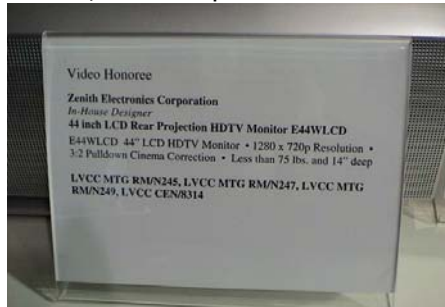 Video Honoree
Zenith Electronics Corporation
In-House Designer
44 inch LCD Rear Projection HDTV Monitor E44WLCD
E44WLCD 44" LCD HDTV Monitor • 1280 x 720p Resolution •
3:2 Pulldown Cinema Correction • Less than 75 lbs. and 14" deep
LVCC MTG RM/N245, LVCC MTG RM/N247, LVCC MTG
RM/N249, LVCC CEN/8314